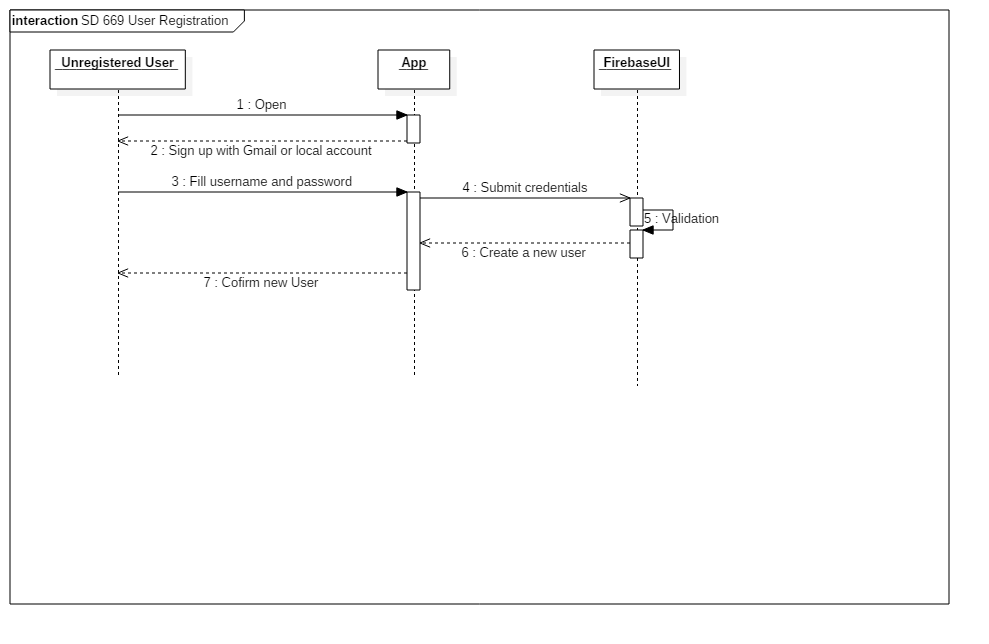 interaction SD 669 User Registration
Unregistered User
App
FirebaseUI
1 : Open
2 : Sign up with Gmail or local account
3 : Fill username and password
4 : Submit credentials
5 : Validation
6 : Create a new user
7 : Cofirm new User